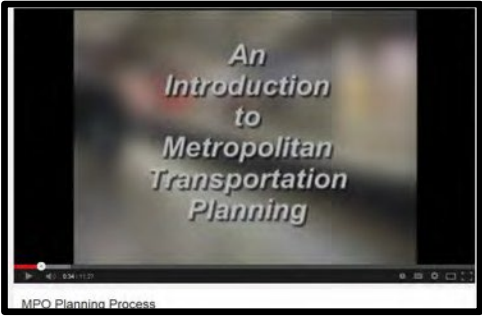 An
Introduction
to
Metropolitan
Transportation
Planning
MPO Planning Process